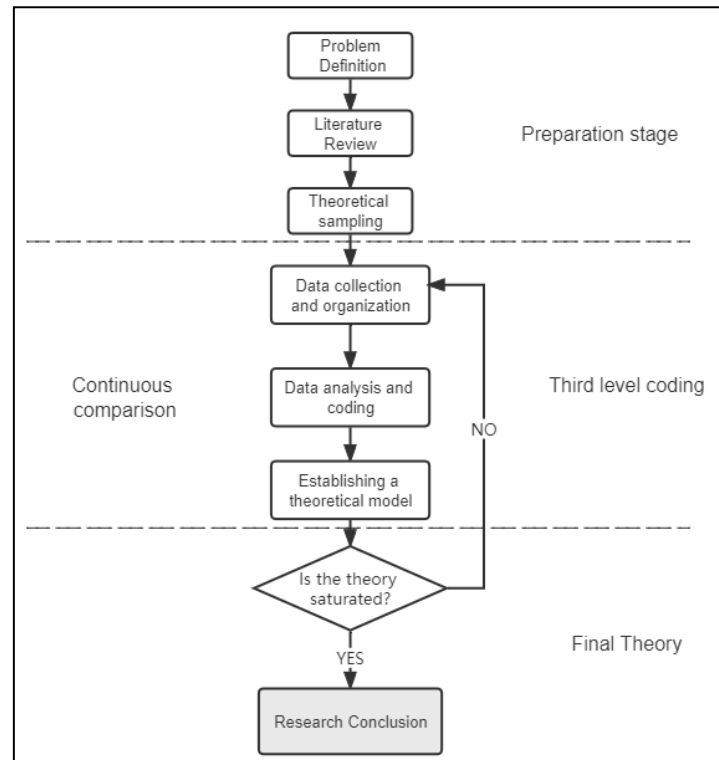 Problem
Definition
Literature
Review
Preparation stage
Theoretical
sampling
Data collection
and organization
Continuous
comparison
Data analysis and
coding
Third level coding
NO
Establishing a
theoretical model
Is the theory
saturated?
YES
Final Theory
Research Conclusion